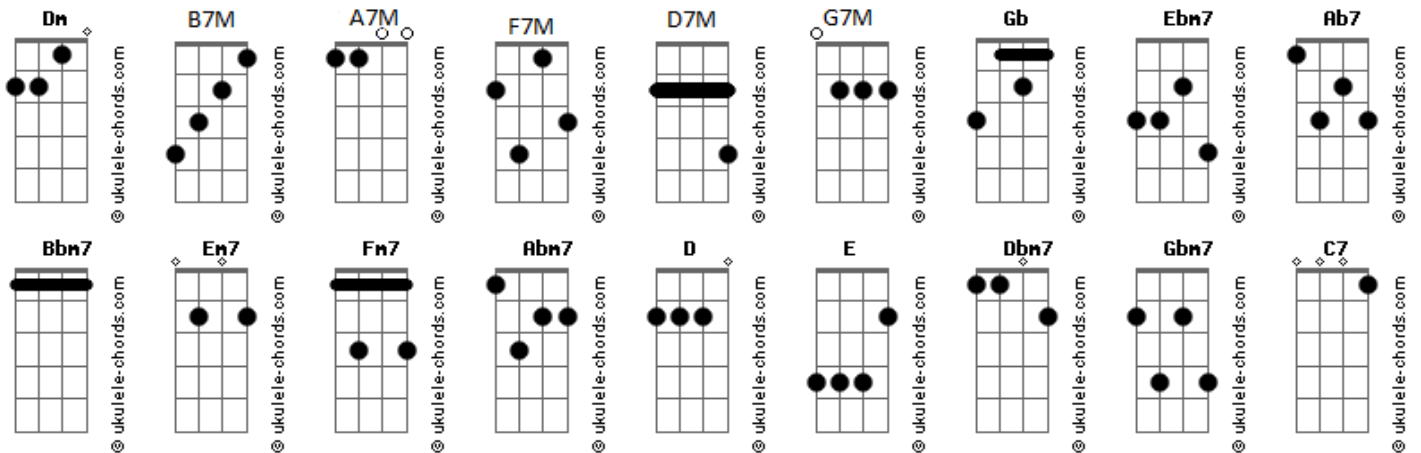 Dm B7M A7M F7M D7M G7M Gb Ebm7 Ab7
© ukulele-chords.com © ukulele-chords.com © ukulele-chords.com © ukulele-chords.com © ukulele-chords.com © ukulele-chords.com © ukulele-chords.com © ukulele-chords.com © ukulele-chords.com
Bbm7 Em7 Fm7 Abm7 D E Dbm7 Gbm7 C7
© ukulele-chords.com © ukulele-chords.com © ukulele-chords.com © ukulele-chords.com © ukulele-chords.com © ukulele-chords.com © ukulele-chords.com © ukulele-chords.com © ukulele-chords.com